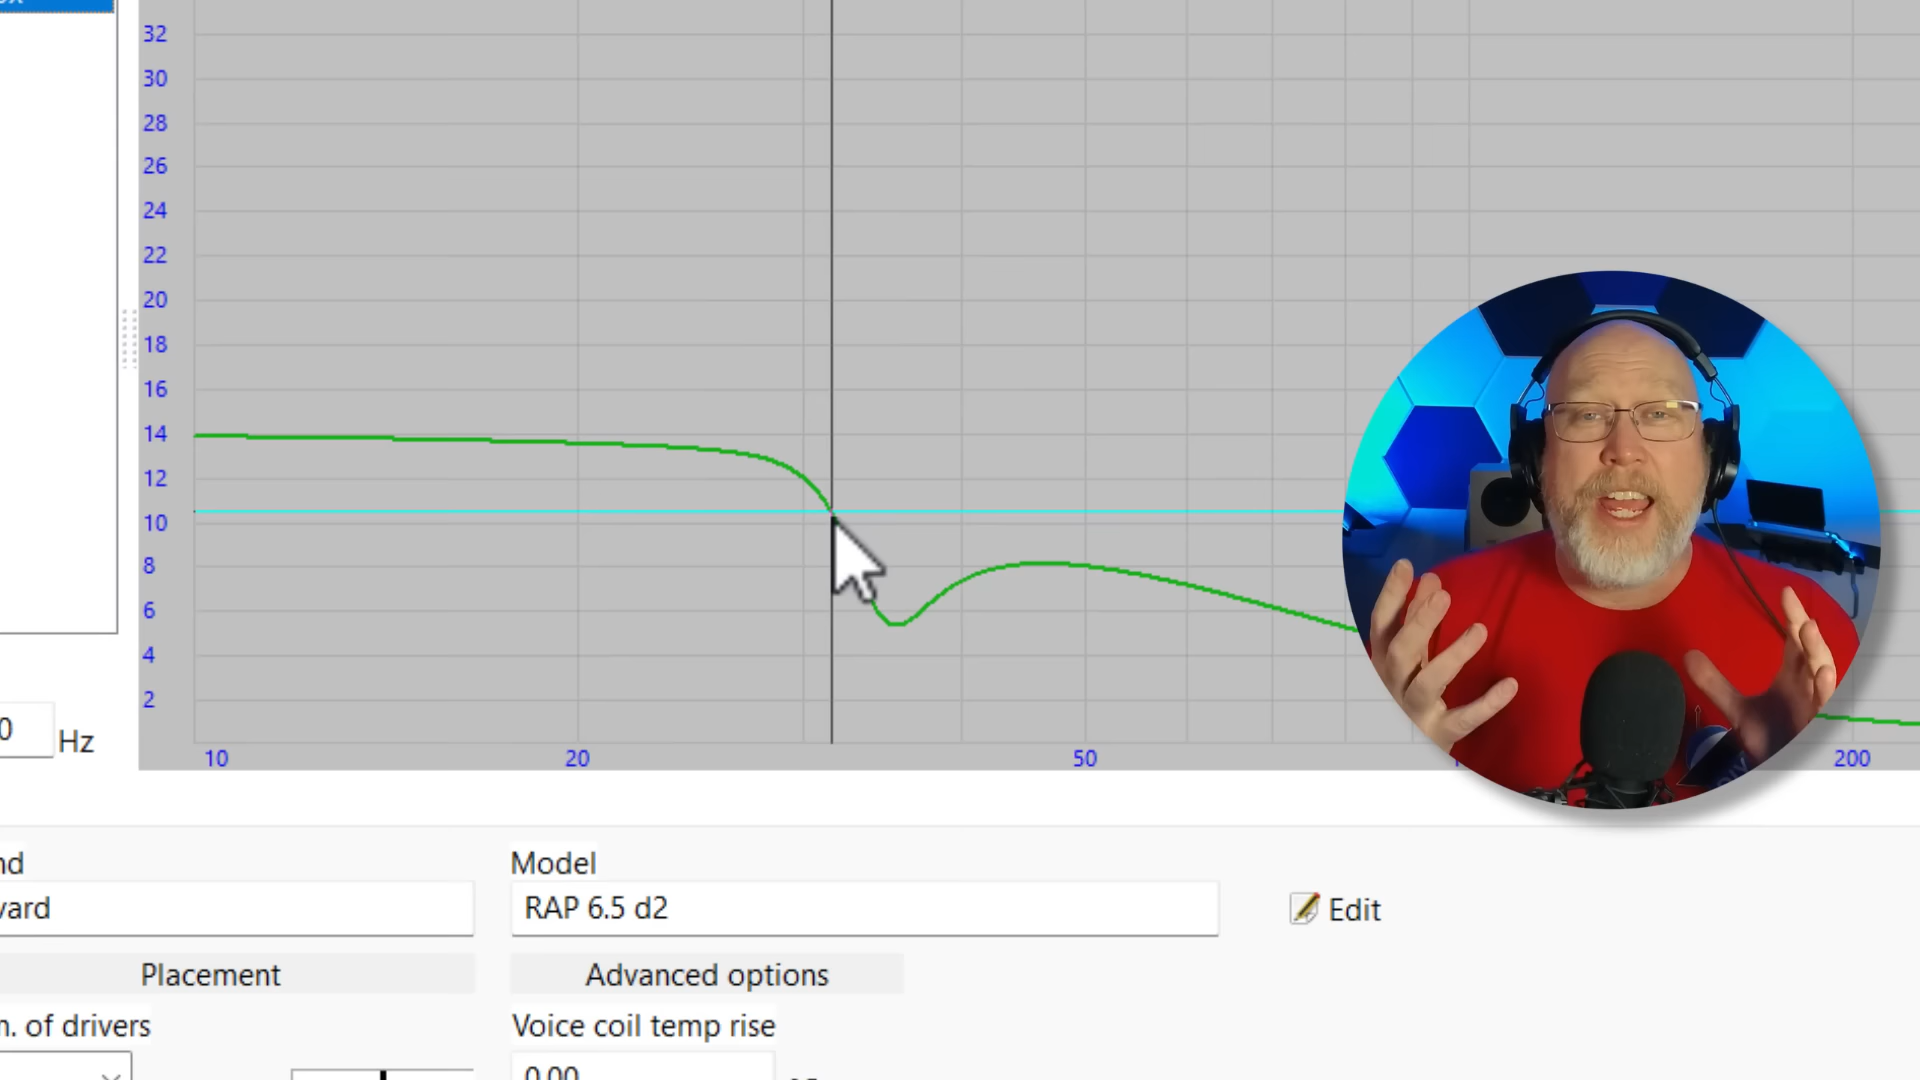 32
30
28
26
24
22
20
18
16
14
12
10
8
6
4
2
0 Hz
10 20 50 200
Model
RAP 6.5 d2
Edit
Placement Advanced options
of drivers Voice coil temp rise
0.00